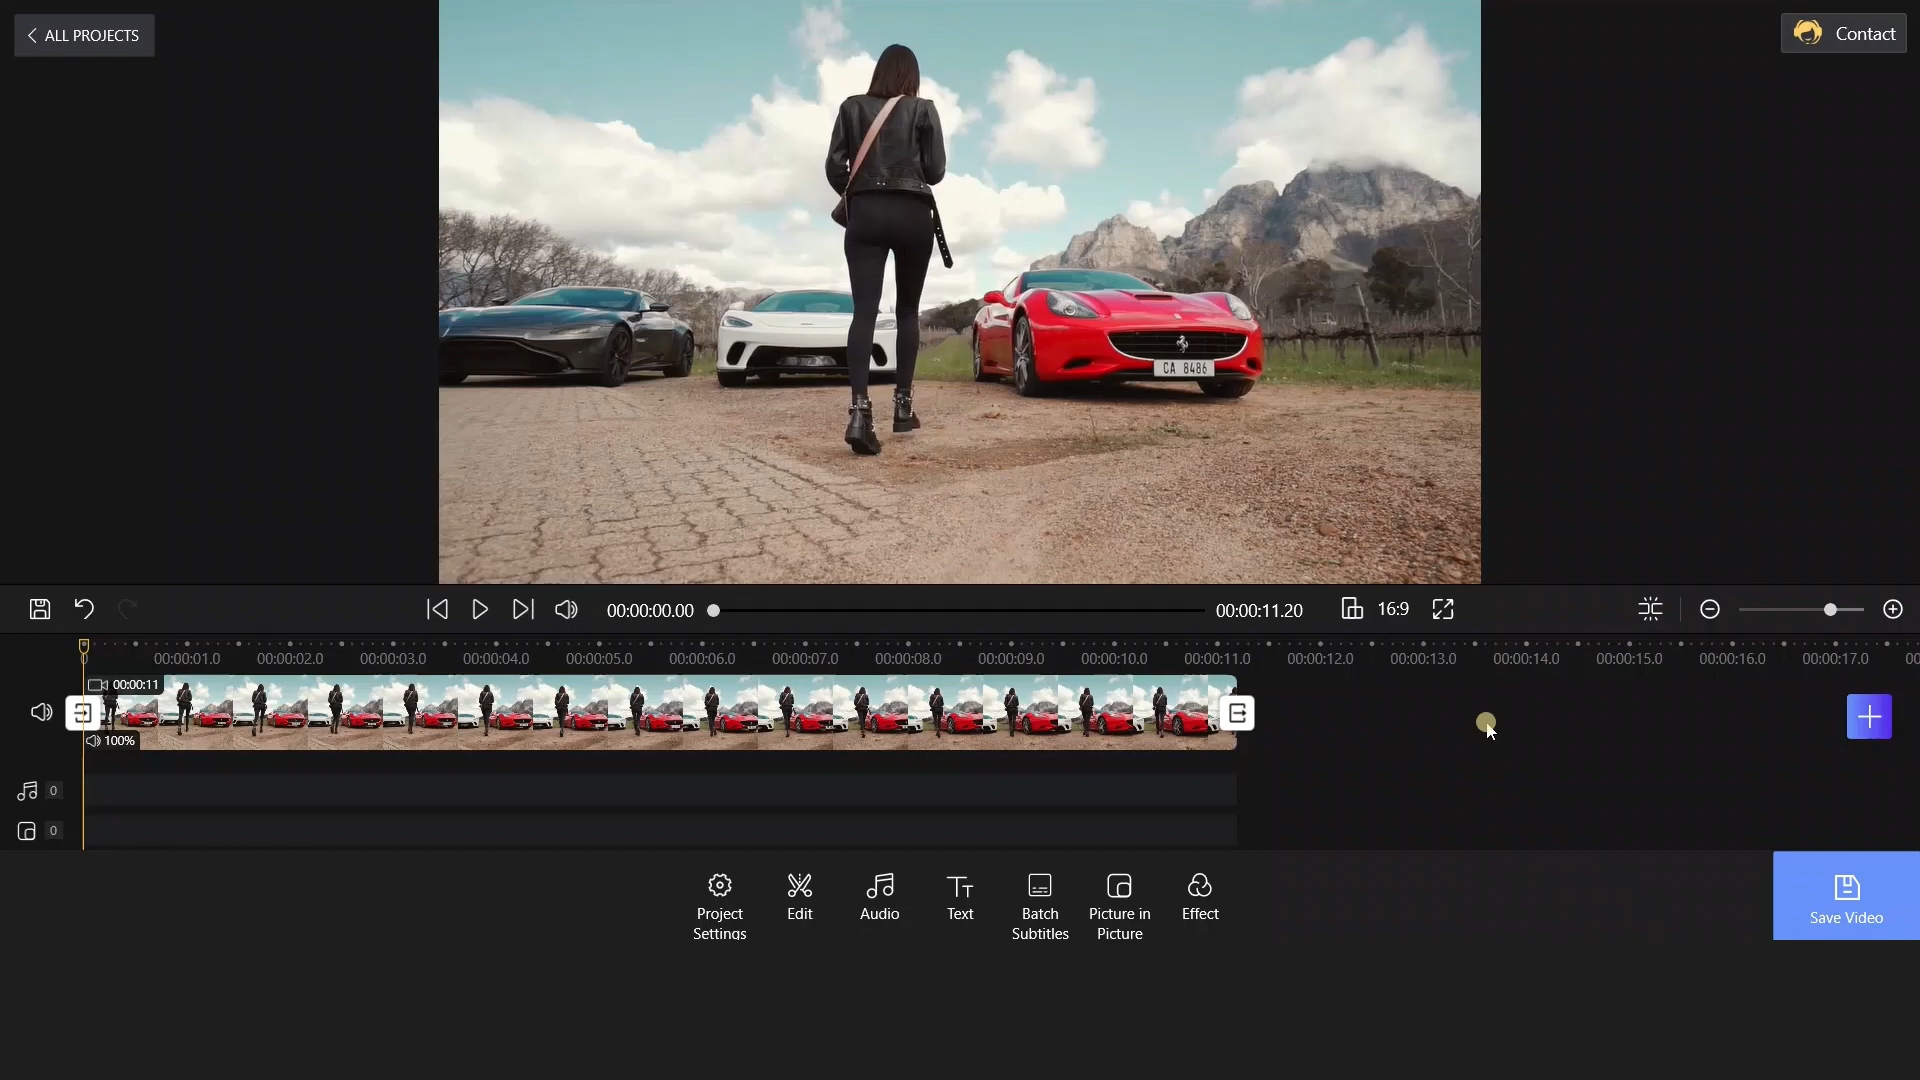 ALL PROJECTS
Contact
CA 8486
00:00:00.00
00:00:11.20
16:9
0 00:00:01.0 00:00:02.0 00:00:03.0 00:00:04.0 00:00:05.0 00:00:06.0 00:00:07.0 00:00:08.0 00:00:09.0 00:00:10.0 00:00:11.0 00:00:12.0 00:00:13.0 00:00:14.0 00:00:15.0 00:00:16.0 00:00:17.0 00
00:00:11
100%
0
0
Project
Settings
Edit
Audio
Text
Batch
Subtitles
Picture in
Picture
Effect
Save Video